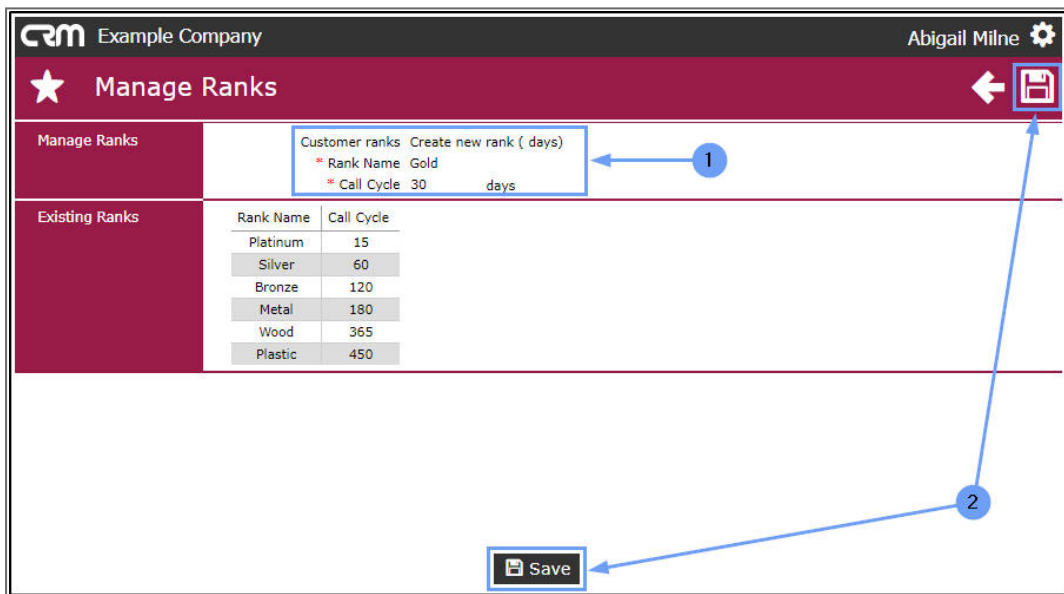 CRM Example Company Abigail Milne
Manage Ranks
Manage Ranks
Customer ranks Create new rank ( days)
* Rank Name Gold
* Call Cycle 30 days
1
Existing Ranks
Rank Name Call Cycle
Platinum 15
Silver 60
Bronze 120
Metal 180
Wood 365
Plastic 450
2
Save